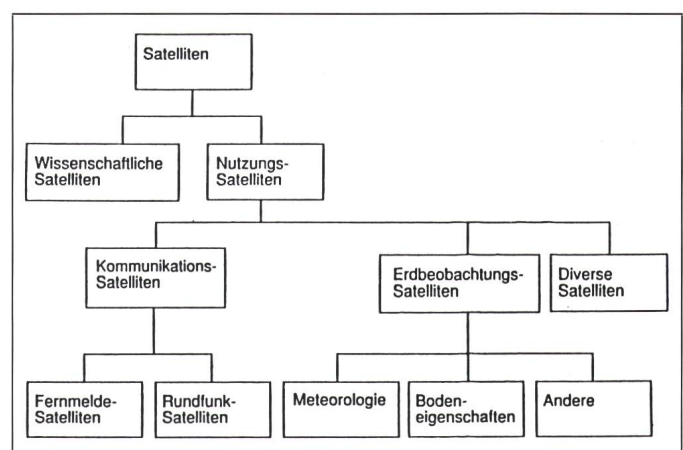 Satelliten
Wissenschaftliche
Satelliten
Nutzungs-
Satelliten
Kommunikations-
Satelliten
Erdbeobachtungs-
Satelliten
Diverse
Satelliten
Fernmelde-
Satelliten
Rundfunk-
Satelliten
Meteorologie
Boden-
eigenschaften
Andere